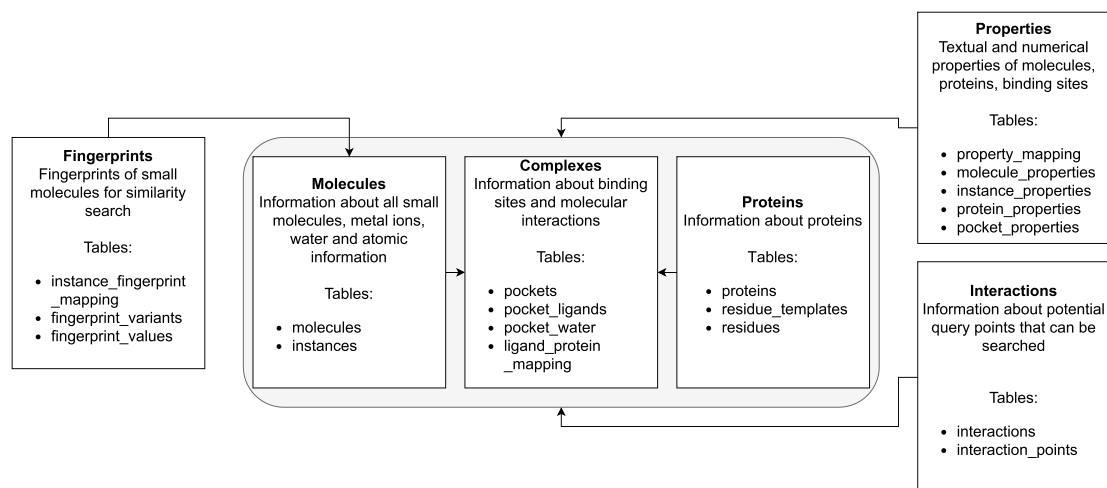 Fingerprints
Fingerprints of small
molecules for similarity
search
Tables:
• instance_fingerprint
_mapping
• fingerprint_variants
• fingerprint_values
Molecules
Information about all small
molecules, metal ions,
water and atomic
information
Tables:
• molecules
• instances
Complexes
Information about binding
sites and molecular
interactions
Tables:
• pockets
• pocket_ligands
• pocket_water
• ligand_protein
_mapping
Proteins
Information about proteins
Tables:
• proteins
• residue_templates
• residues
Properties
Textual and numerical
properties of molecules,
proteins, binding sites
Tables:
• property_mapping
• molecule_properties
• instance_properties
• protein_properties
• pocket_properties
Interactions
Information about potential
query points that can be
searched
Tables:
• interactions
• interaction_points